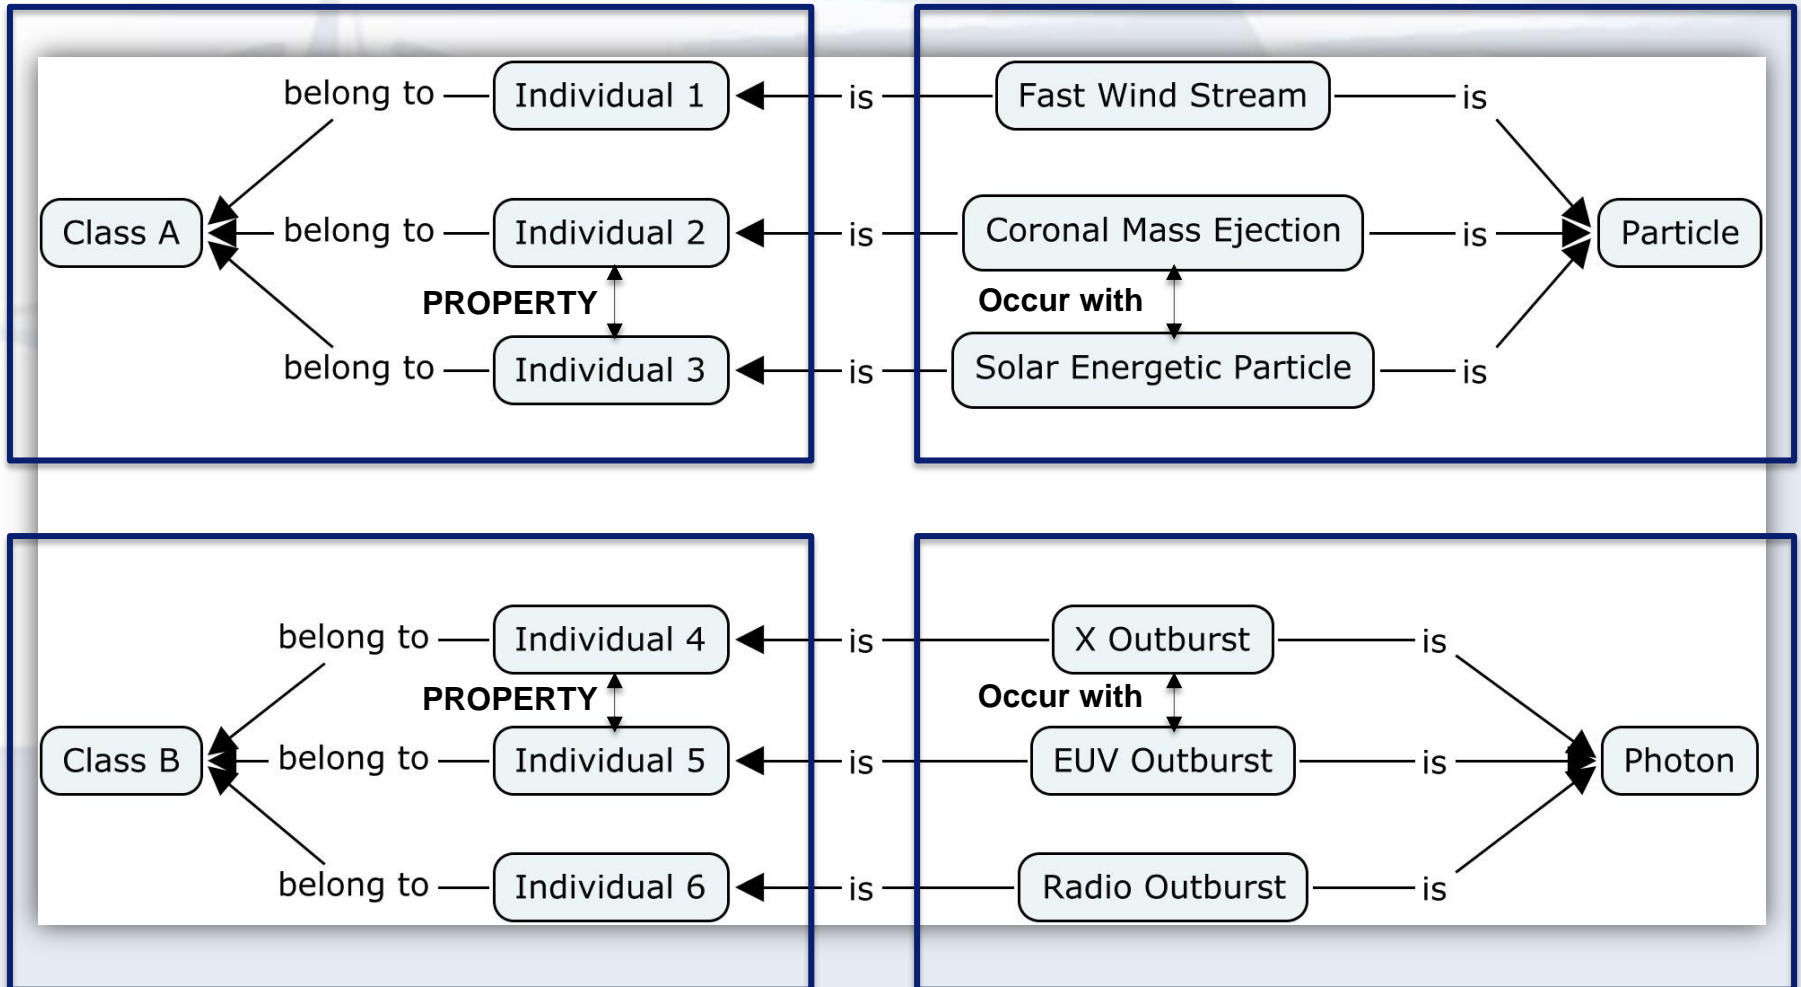 belong to Individual 1 is Fast Wind Stream is
Class A belong to Individual 2 is Coronal Mass Ejection is Particle
PROPERTY Occur with
belong to Individual 3 is Solar Energetic Particle is
belong to Individual 4 is X Outburst is
PROPERTY Occur with
Class B belong to Individual 5 is EUV Outburst is Photon
belong to Individual 6 is Radio Outburst is